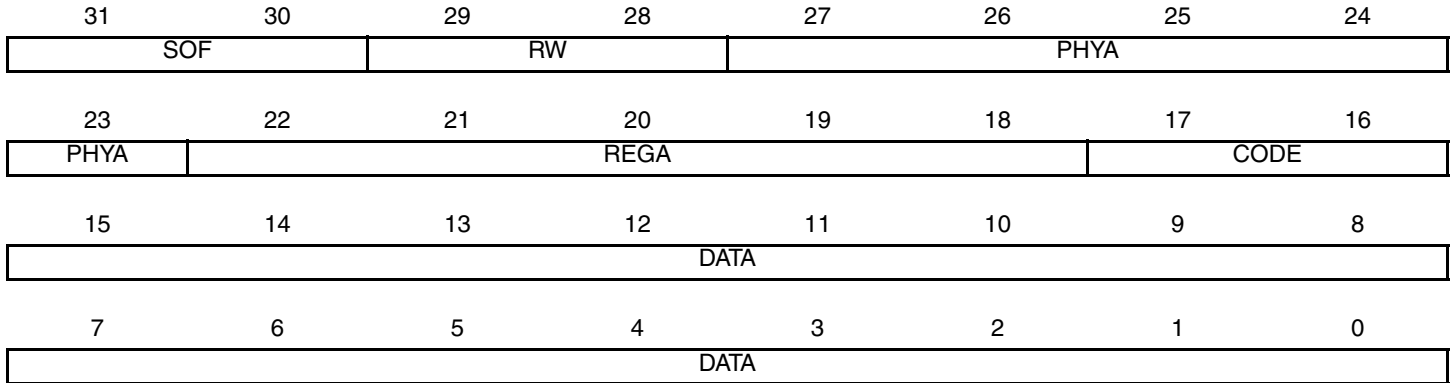 31 30 29 28 27 26 25 24
SOF RW PHYA
23 22 21 20 19 18 17 16
PHYA REGA CODE
15 14 13 12 11 10 9 8
DATA
7 6 5 4 3 2 1 0
DATA